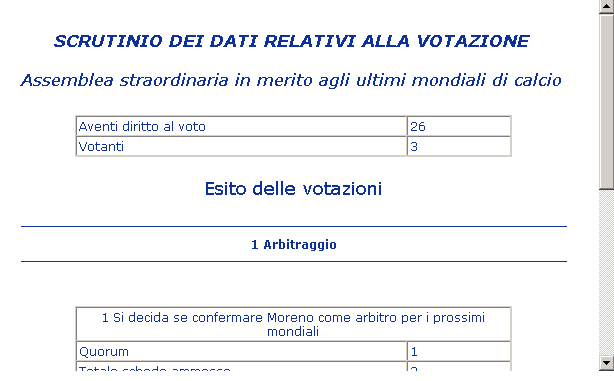 SCRUTINIO DEI DATI RELATIVI ALLA VOTAZIONE
Assemblea straordinaria in merito agli ultimi mondiali di calcio
Aventi diritto al voto 26
Votanti 3
Esito delle votazioni
1 Arbitraggio
1 Si decida se confermare Moreno come arbitro per i prossimi
mondiali
Quorum 1
Totale schede ammesse